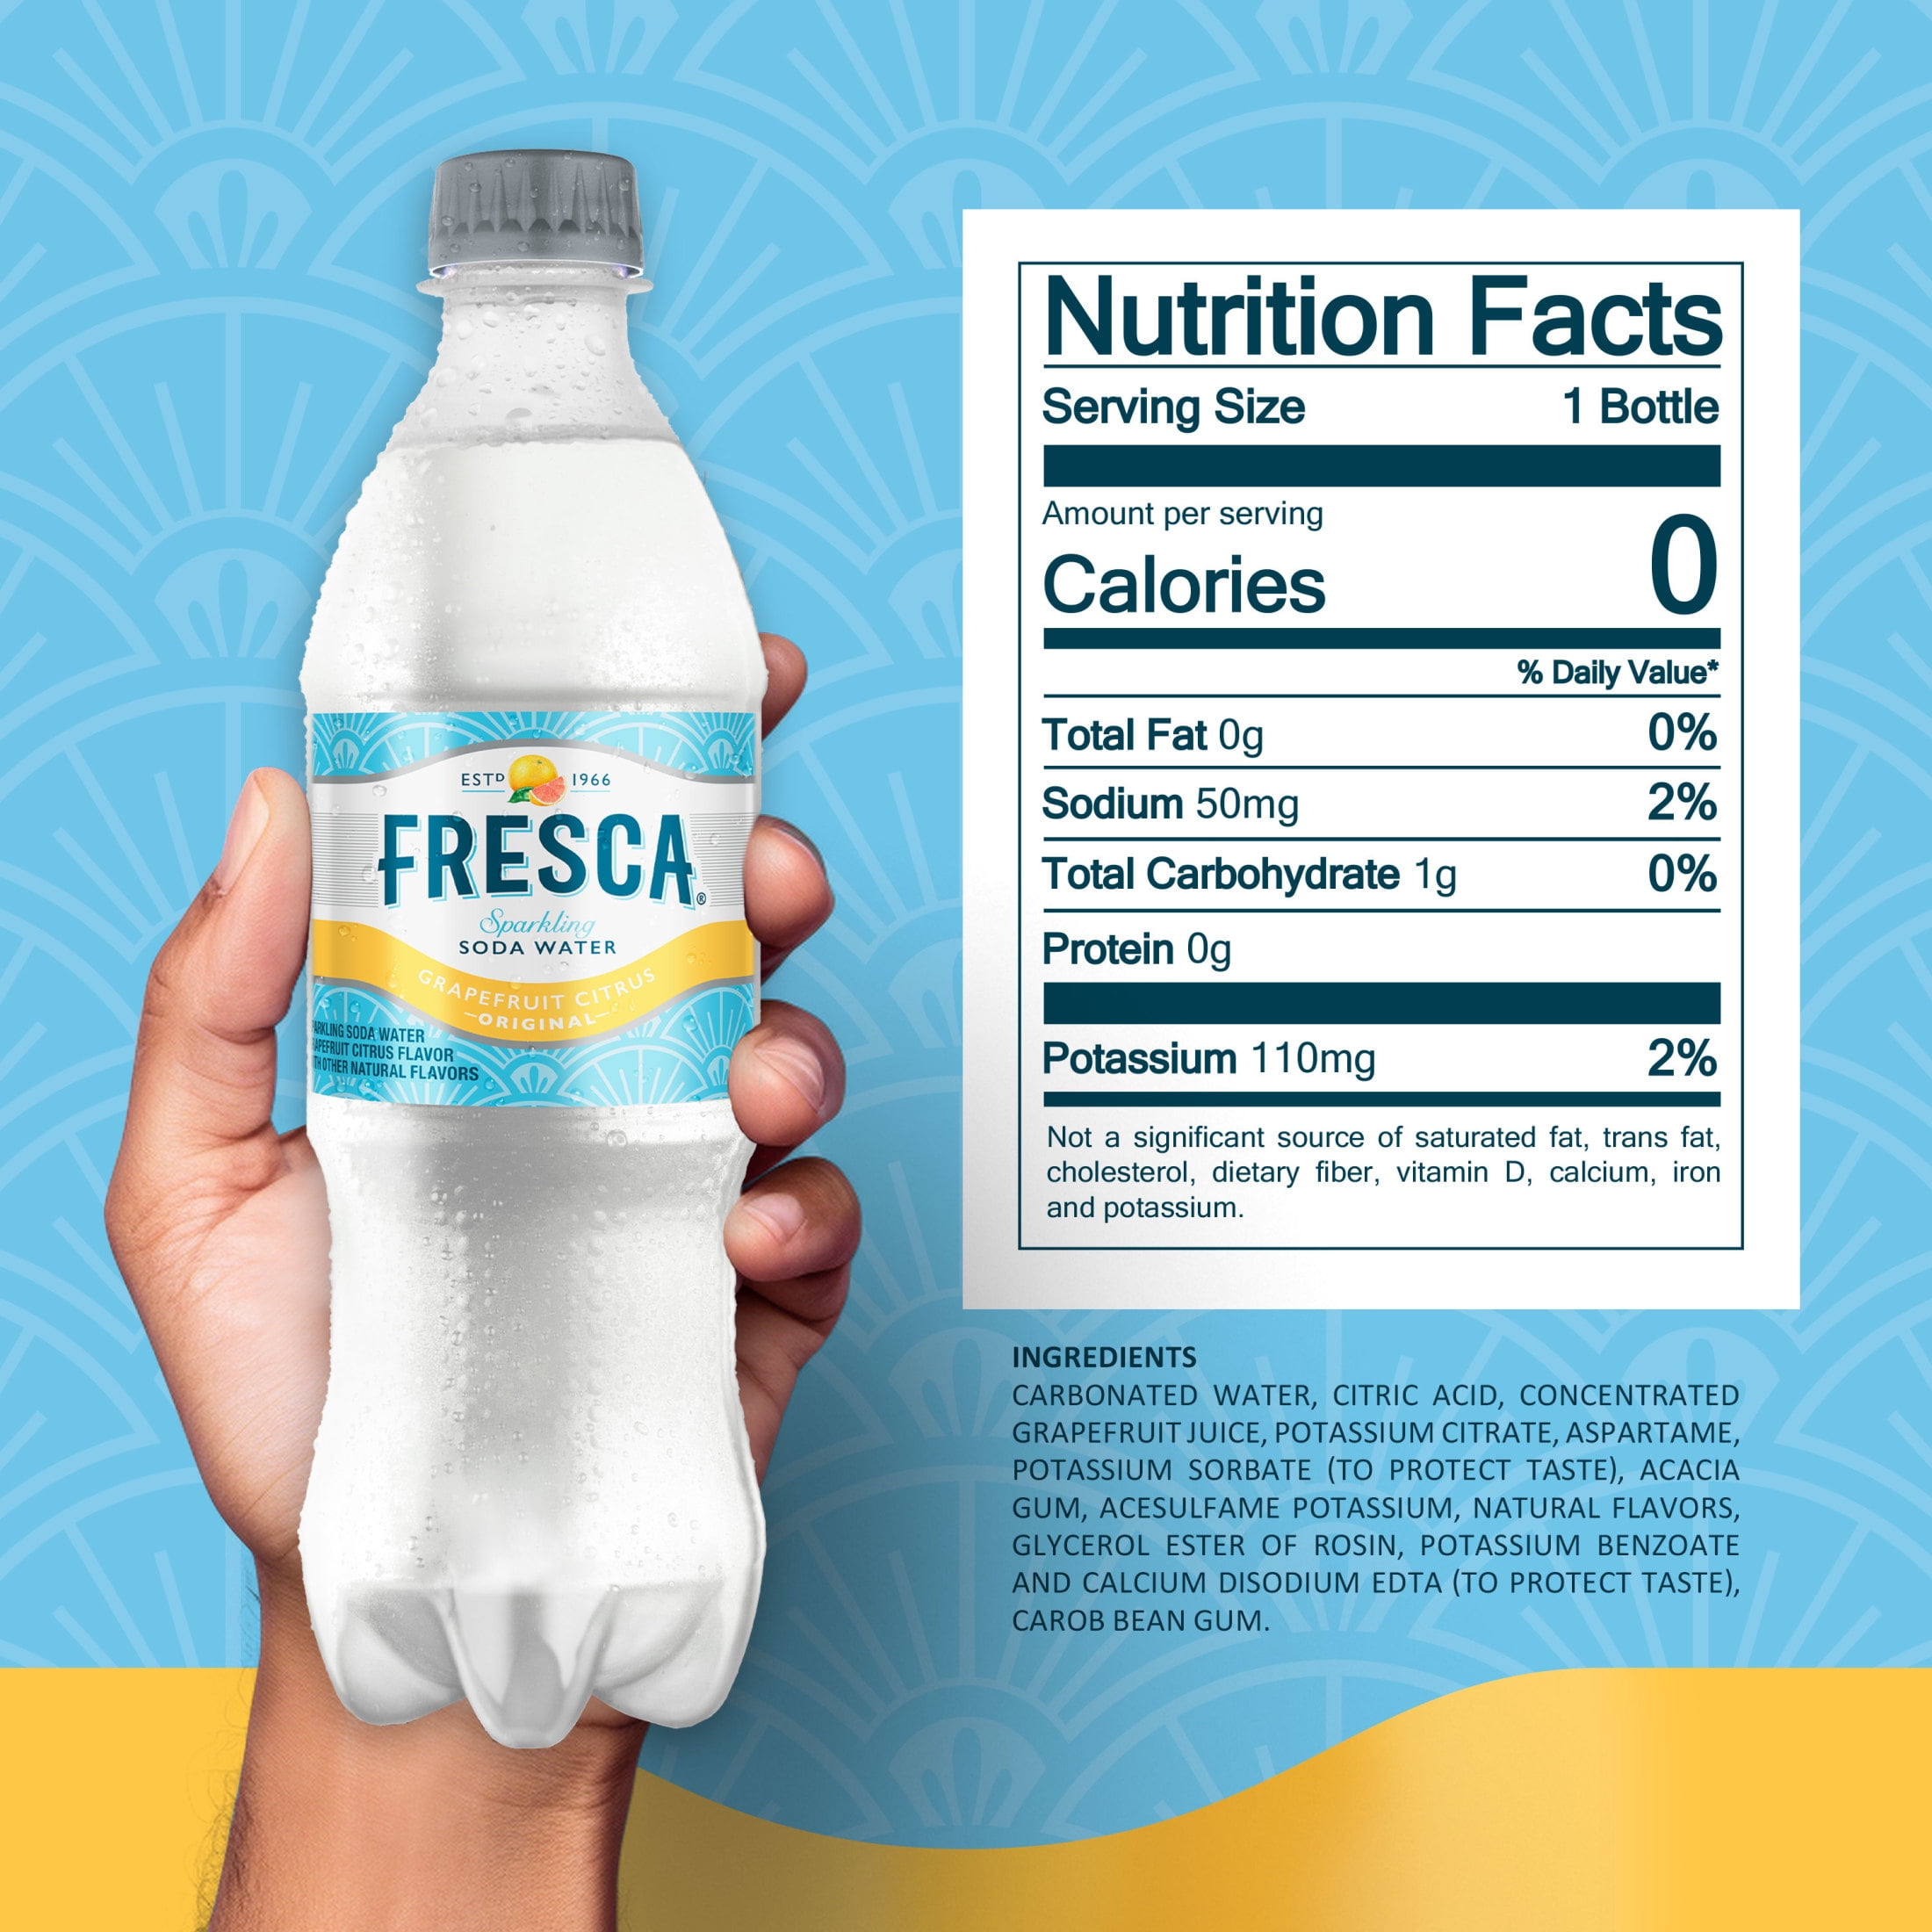 ESTD 1966
FRESCA®
Sparkling
SODA WATER
GRAPEFRUIT CITRUS
—ORIGINAL—
SODA WATER
CITRUS FLAVOR
OTHER NATURAL FLAVORS
Nutrition Facts
Serving Size 1 Bottle
Amount per serving
Calories 0
% Daily Value*
Total Fat 0g 0%
Sodium 50mg 2%
Total Carbohydrate 1g 0%
Protein 0g
Potassium 110mg 2%
Not a significant source of saturated fat, trans fat,
cholesterol, dietary fiber, vitamin D, calcium, iron
and potassium.
INGREDIENTS
CARBONATED WATER, CITRIC ACID, CONCENTRATED
GRAPEFRUIT JUICE, POTASSIUM CITRATE, ASPARTAME,
POTASSIUM SORBATE (TO PROTECT TASTE), ACACIA
GUM, ACESULFAME POTASSIUM, NATURAL FLAVORS,
GLYCEROL ESTER OF ROSIN, POTASSIUM BENZOATE
AND CALCIUM DISODIUM EDTA (TO PROTECT TASTE),
CAROB BEAN GUM.